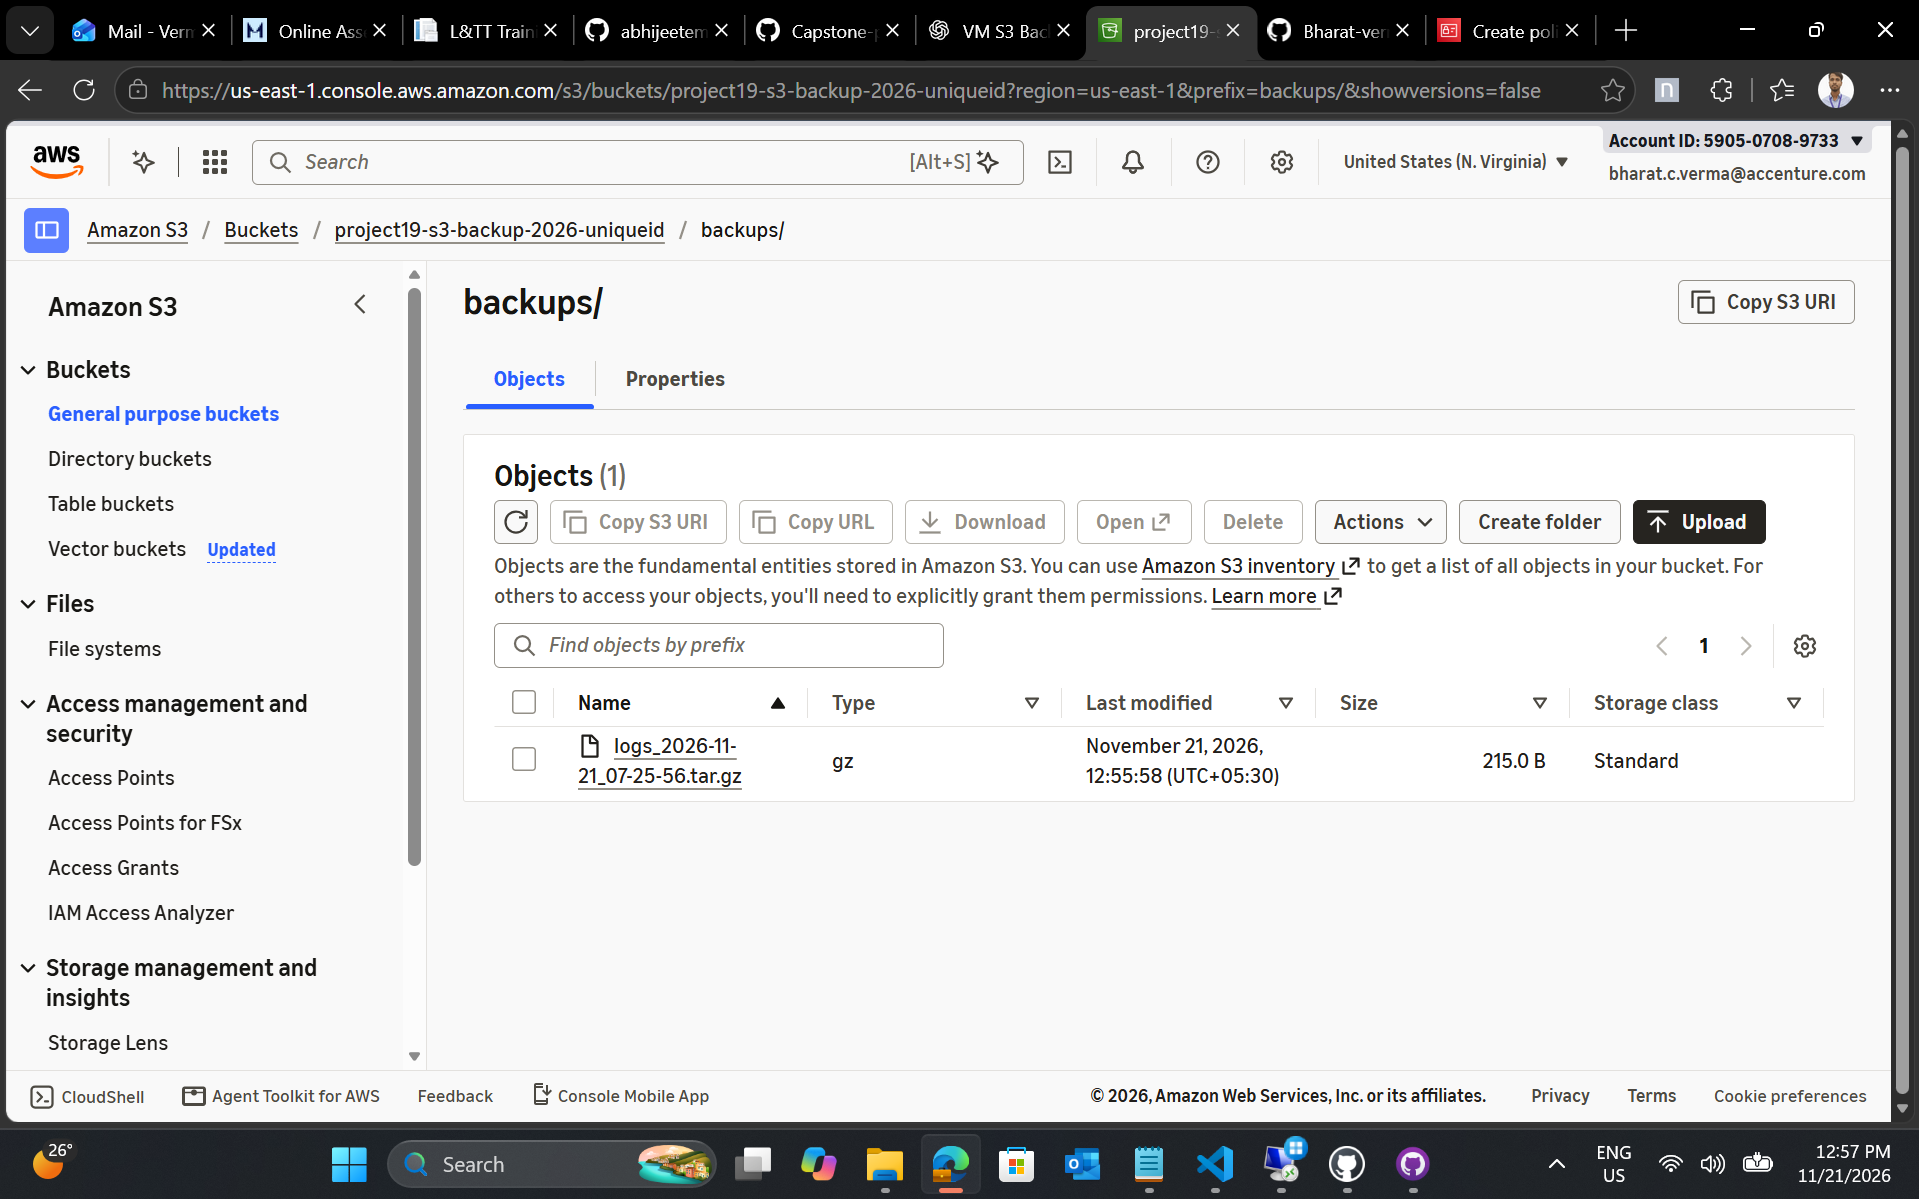 Mail - Verm
Online Ass
L&TT Train
abhijeetem
Capstone-p
VM S3 Bac
project19-s
Bharat-ver
Create poli
https://us-east-1.console.aws.amazon.com/s3/buckets/project19-s3-backup-2026-uniqueid?region=us-east-1&prefix=backups/&showversions=false
aws
Search
[Alt+S]
United States (N. Virginia)
Account ID: 5905-0708-9733
bharat.c.verma@accenture.com
Amazon S3 / Buckets / project19-s3-backup-2026-uniqueid / backups/
Amazon S3
Buckets
General purpose buckets
Directory buckets
Table buckets
Vector buckets Updated
Files
File systems
Access management and
security
Access Points
Access Points for FSx
Access Grants
IAM Access Analyzer
Storage management and
insights
Storage Lens
backups/
Copy S3 URI
Objects
Properties
Objects (1)
Copy S3 URI
Copy URL
Download
Open
Delete
Actions
Create folder
Upload
Objects are the fundamental entities stored in Amazon S3. You can use Amazon S3 inventory to get a list of all objects in your bucket. For
others to access your objects, you'll need to explicitly grant them permissions. Learn more
Find objects by prefix
1
Name
Type
Last modified
Size
Storage class
logs_2026-11-
21_07-25-56.tar.gz
gz
November 21, 2026,
12:55:58 (UTC+05:30)
215.0 B
Standard
CloudShell
Agent Toolkit for AWS
Feedback
Console Mobile App
© 2026, Amazon Web Services, Inc. or its affiliates.
Privacy
Terms
Cookie preferences
26°
Search
ENG
US
12:57 PM
11/21/2026